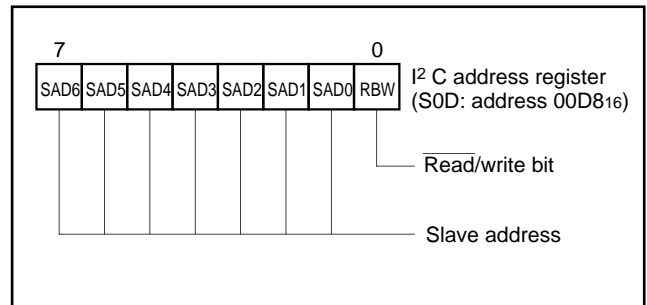 7 0
SAD6 SAD5 SAD4 SAD3 SAD2 SAD1 SAD0 RBW
I² C address register
(S0D: address 00D8₁₆)
Read/write bit
Slave address